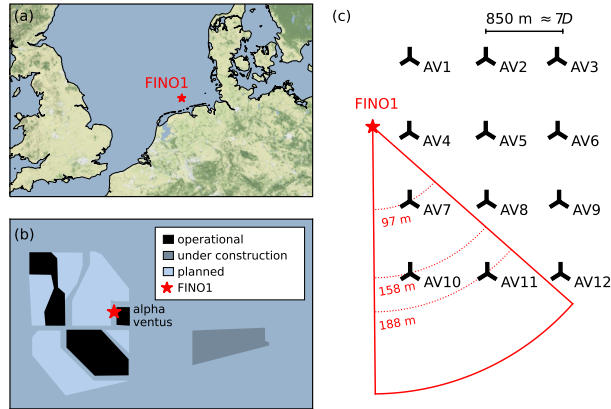 (a)
FINO1
(b)
operational
under construction
planned
FINO1
alpha
ventus
(c)
850 m ≈ 7D
AV1 AV2 AV3
FINO1
AV4 AV5 AV6
AV7 AV8 AV9
97 m
AV10 AV11 AV12
158 m
188 m